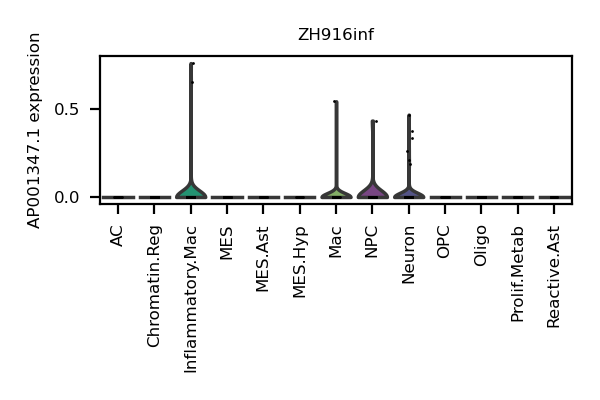 ZH916inf
AP001347.1 expression
0.5
0.0
AC
Chromatin.Reg
Inflammatory.Mac
MES
MES.Ast
MES.Hyp
Mac
NPC
Neuron
OPC
Oligo
Prolif.Metab
Reactive.Ast